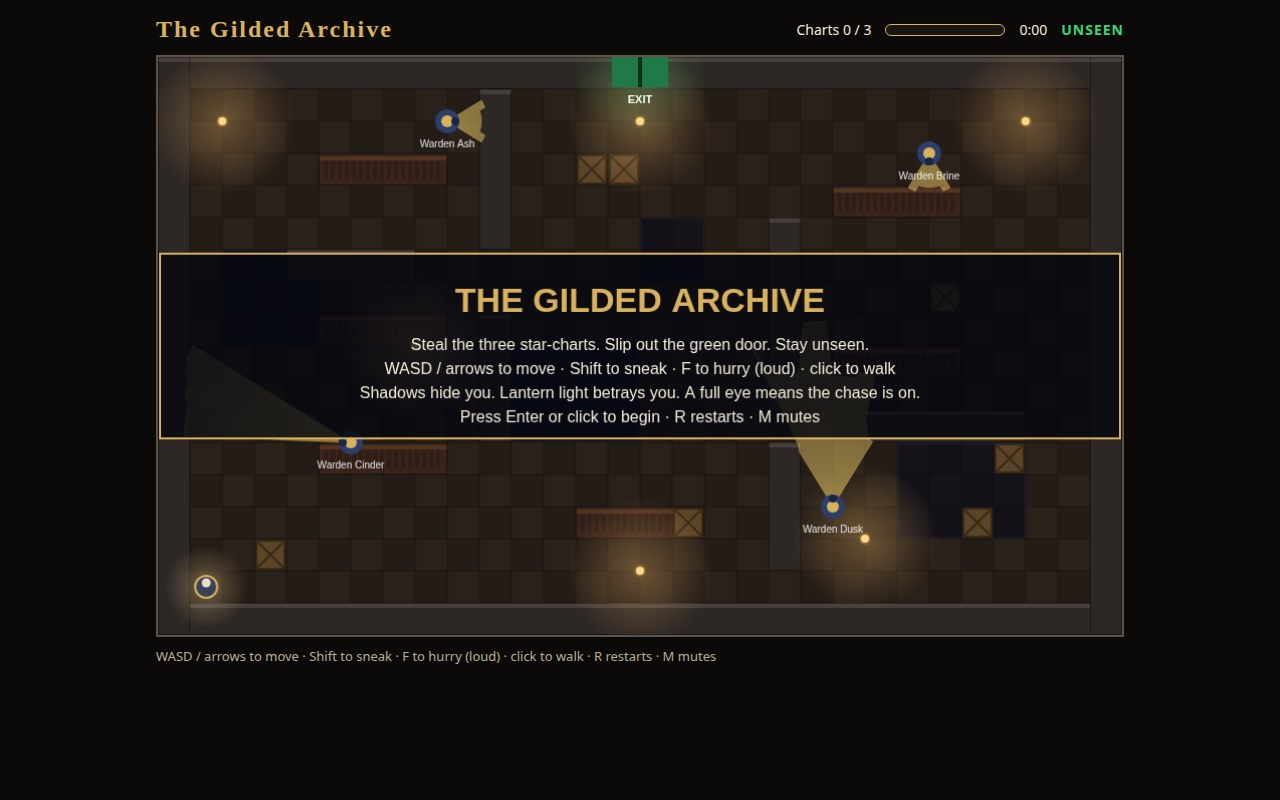 The Gilded Archive
Charts 0 / 3 0:00 UNSEEN
EXIT
Warden Ash
Warden Brine
THE GILDED ARCHIVE
Steal the three star-charts. Slip out the green door. Stay unseen.
WASD / arrows to move · Shift to sneak · F to hurry (loud) · click to walk
Shadows hide you. Lantern light betrays you. A full eye means the chase is on.
Press Enter or click to begin · R restarts · M mutes
Warden Cinder
Warden Dusk
WASD / arrows to move · Shift to sneak · F to hurry (loud) · click to walk · R restarts · M mutes